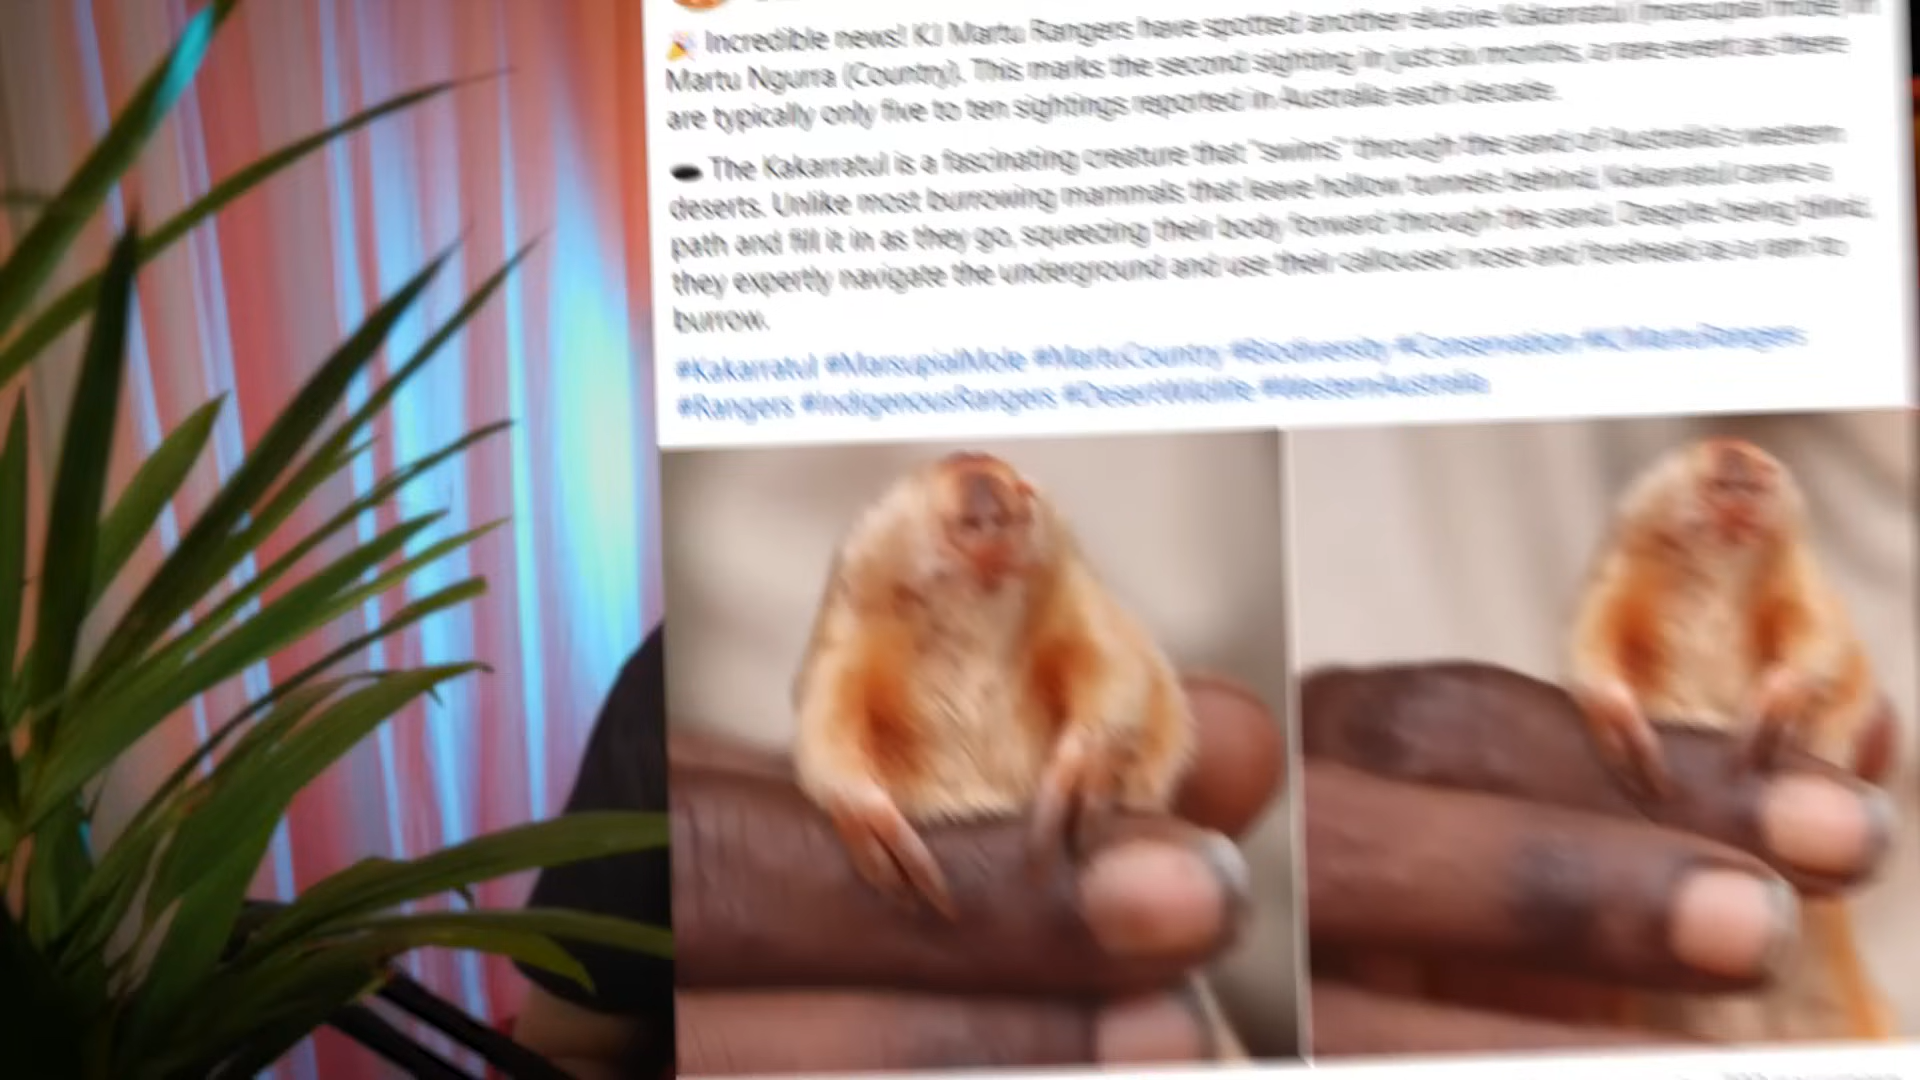 Incredible news! KJ Martu Rangers have spotted another elusive Kakarratul (marsupial mole) in
Martu Ngurra (Country). This marks the second sighting in just six months, a rare event as there
are typically only five to ten sightings reported in Australia each decade.
The Kakarratul is a fascinating creature that "swims" through the sand of Australia's western
deserts. Unlike most burrowing mammals that leave hollow tunnels behind, Kakarratul carve a
path and fill it in as they go, squeezing their body forward through the sand. Despite being blind,
they expertly navigate the underground and use their calloused nose and forehead as a ram to
burrow.
#Kakarratul #MarsupialMole #MartuCountry #Biodiversity #Conservation #KJMartuRangers
#Rangers #IndigenousRangers #DesertWildlife #WesternAustralia